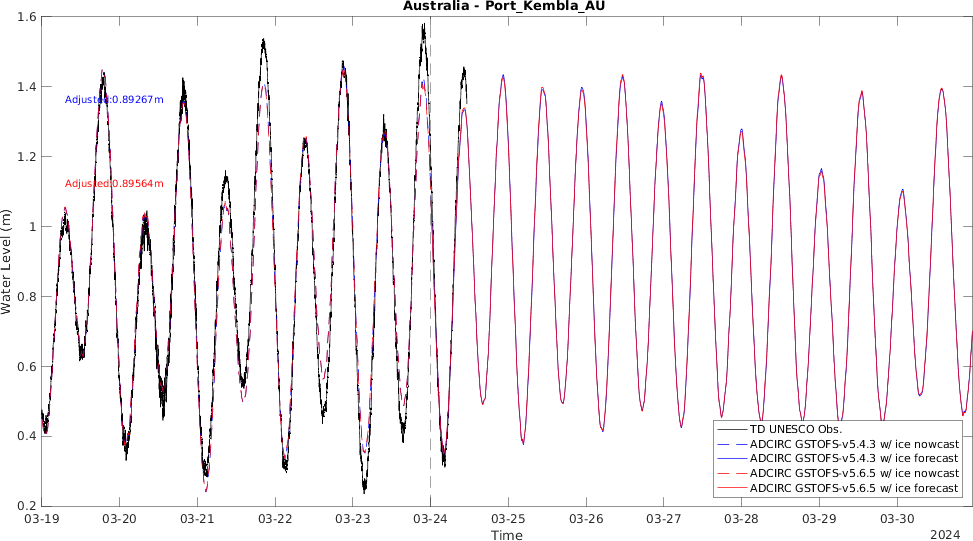 Australia - Port_Kembla_AU
1.6
1.4
1.2
1
0.8
0.6
0.4
0.2
Water Level (m)
Adjusted:0.89267m
Adjusted:0.89564m
TD UNESCO Obs.
ADCIRC GSTOFS-v5.4.3 w/ ice nowcast
ADCIRC GSTOFS-v5.4.3 w/ ice forecast
ADCIRC GSTOFS-v5.6.5 w/ ice nowcast
ADCIRC GSTOFS-v5.6.5 w/ ice forecast
03-19 03-20 03-21 03-22 03-23 03-24 03-25 03-26 03-27 03-28 03-29 03-30
Time
2024